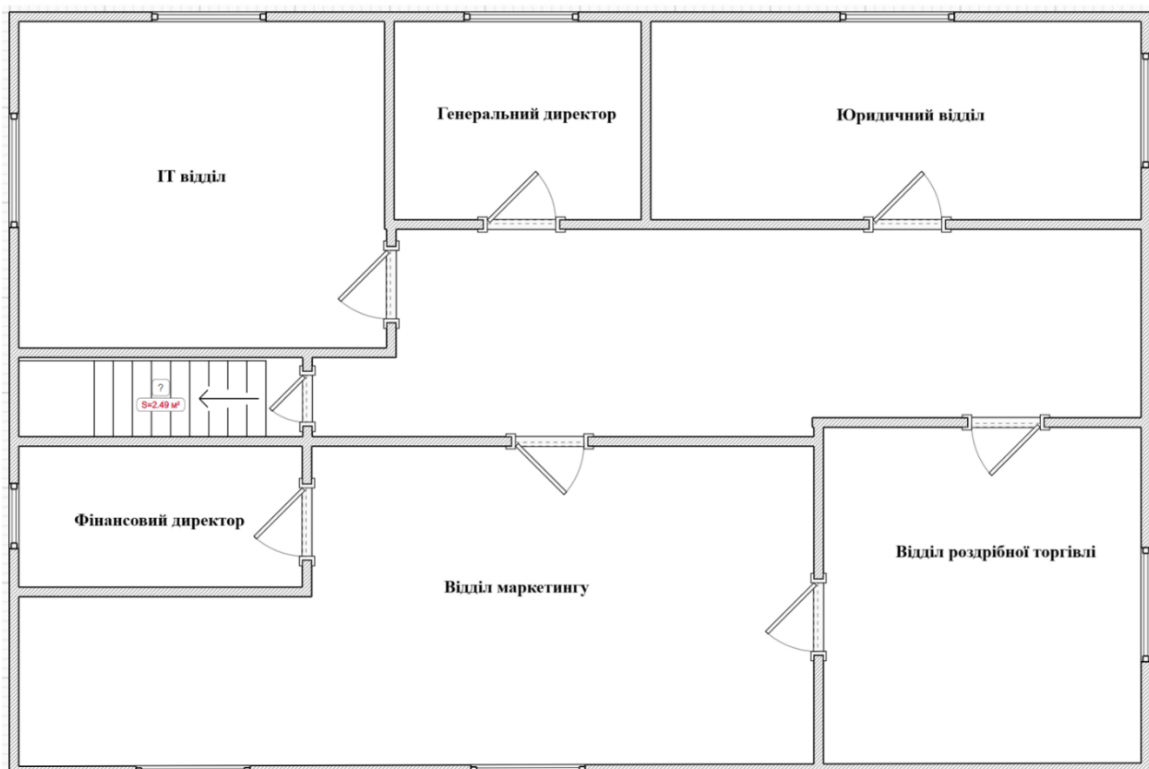 Генеральний директор
Юридичний відділ
ІТ відділ
?
S=2.49 м²
Фінансовий директор
Відділ роздрібної торгівлі
Відділ маркетингу